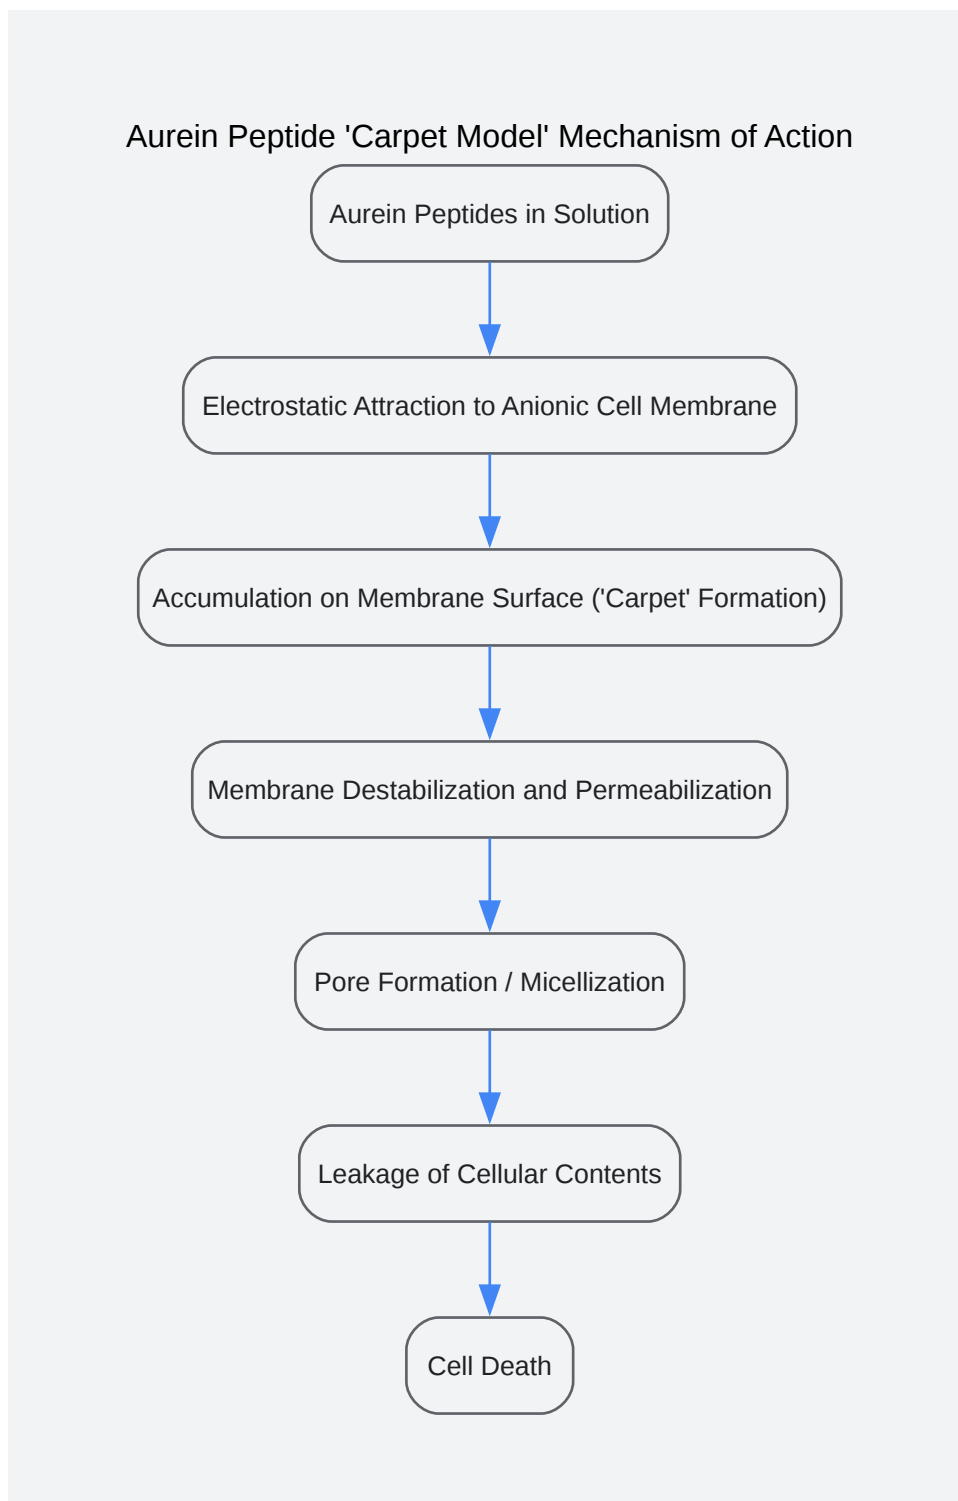 Aurein Peptide 'Carpet Model' Mechanism of Action
Aurein Peptides in Solution
Electrostatic Attraction to Anionic Cell Membrane
Accumulation on Membrane Surface ('Carpet' Formation)
Membrane Destabilization and Permeabilization
Pore Formation / Micellization
Leakage of Cellular Contents
Cell Death